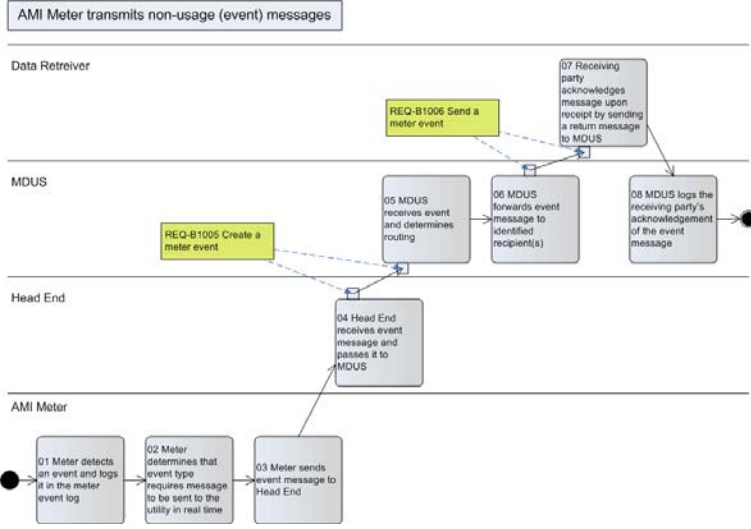 AMI Meter transmits non-usage (event) messages
Data Retreiver
07 Receiving
party
acknowledges
message upon
receipt by sending
a return message
to MDUS
REQ-B1006 Send a
meter event
MDUS
05 MDUS
receives event
and determines
routing
06 MDUS
forwards event
message to
identified
recipient(s)
08 MDUS logs the
receiving party's
acknowledgement
of the event
message
REQ-B1005 Create a
meter event
Head End
04 Head End
receives event
message and
passes it to
MDUS
AMI Meter
01 Meter detects
an event and logs
it in the meter
event log
02 Meter
determines that
event type
requires message
to be sent to the
utility in real time
03 Meter sends
event message to
Head End